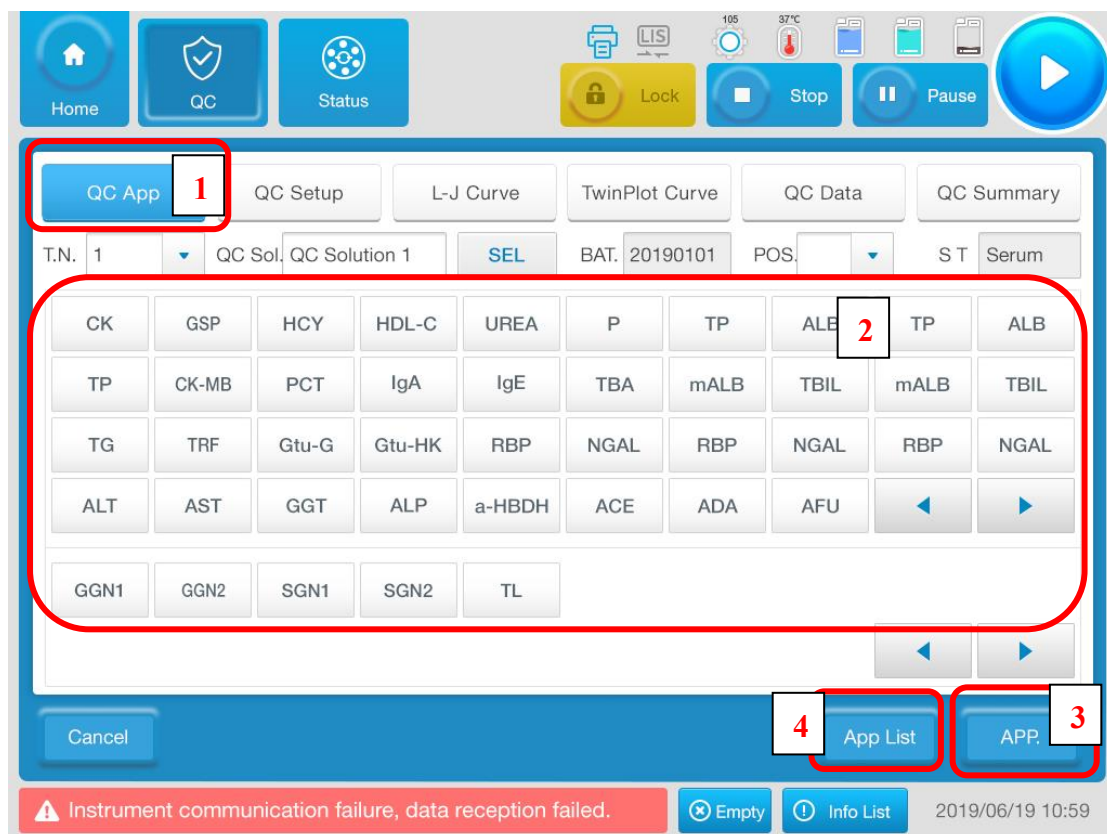 105 37°C
LIS
Home QC Status Lock Stop Pause
QC App 1 QC Setup L-J Curve TwinPlot Curve QC Data QC Summary
T.N. 1 QC Sol. QC Solution 1 SEL BAT. 20190101 POS. S T Serum
CK GSP HCY HDL-C UREA P TP ALB 2 TP ALB
TP CK-MB PCT IgA IgE TBA mALB TBIL mALB TBIL
TG TRF Gtu-G Gtu-HK RBP NGAL RBP NGAL RBP NGAL
ALT AST GGT ALP a-HBDH ACE ADA AFU
GGN1 GGN2 SGN1 SGN2 TL
Cancel 4 App List APP. 3
Instrument communication failure, data reception failed. Empty Info List 2019/06/19 10:59